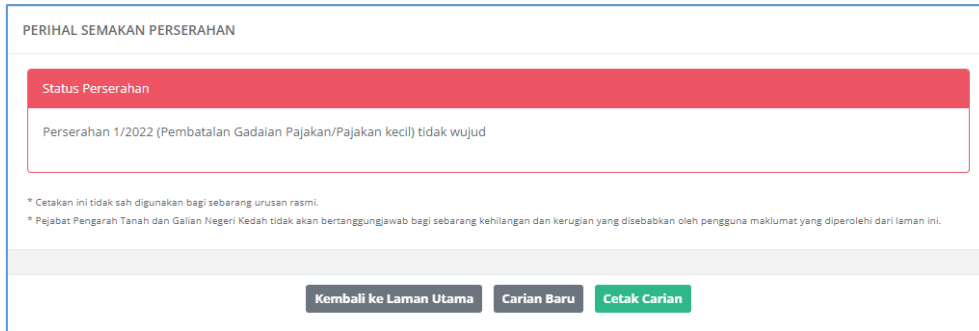 PERIHAL SEMAKAN PERSERAHAN
Status Perserahan
Perserahan 1/2022 (Pembatalan Gadaian Pajakan/Pajakan kecil) tidak wujud
* Cetakan ini tidak sah digunakan bagi sebarang urusan rasmi.
* Pejabat Pengarah Tanah dan Galian Negeri Kedah tidak akan bertanggungjawab bagi sebarang kehilangan dan kerugian yang disebabkan oleh pengguna maklumat yang diperolehi dari laman ini.
Kembali ke Laman Utama Carian Baru Cetak Carian